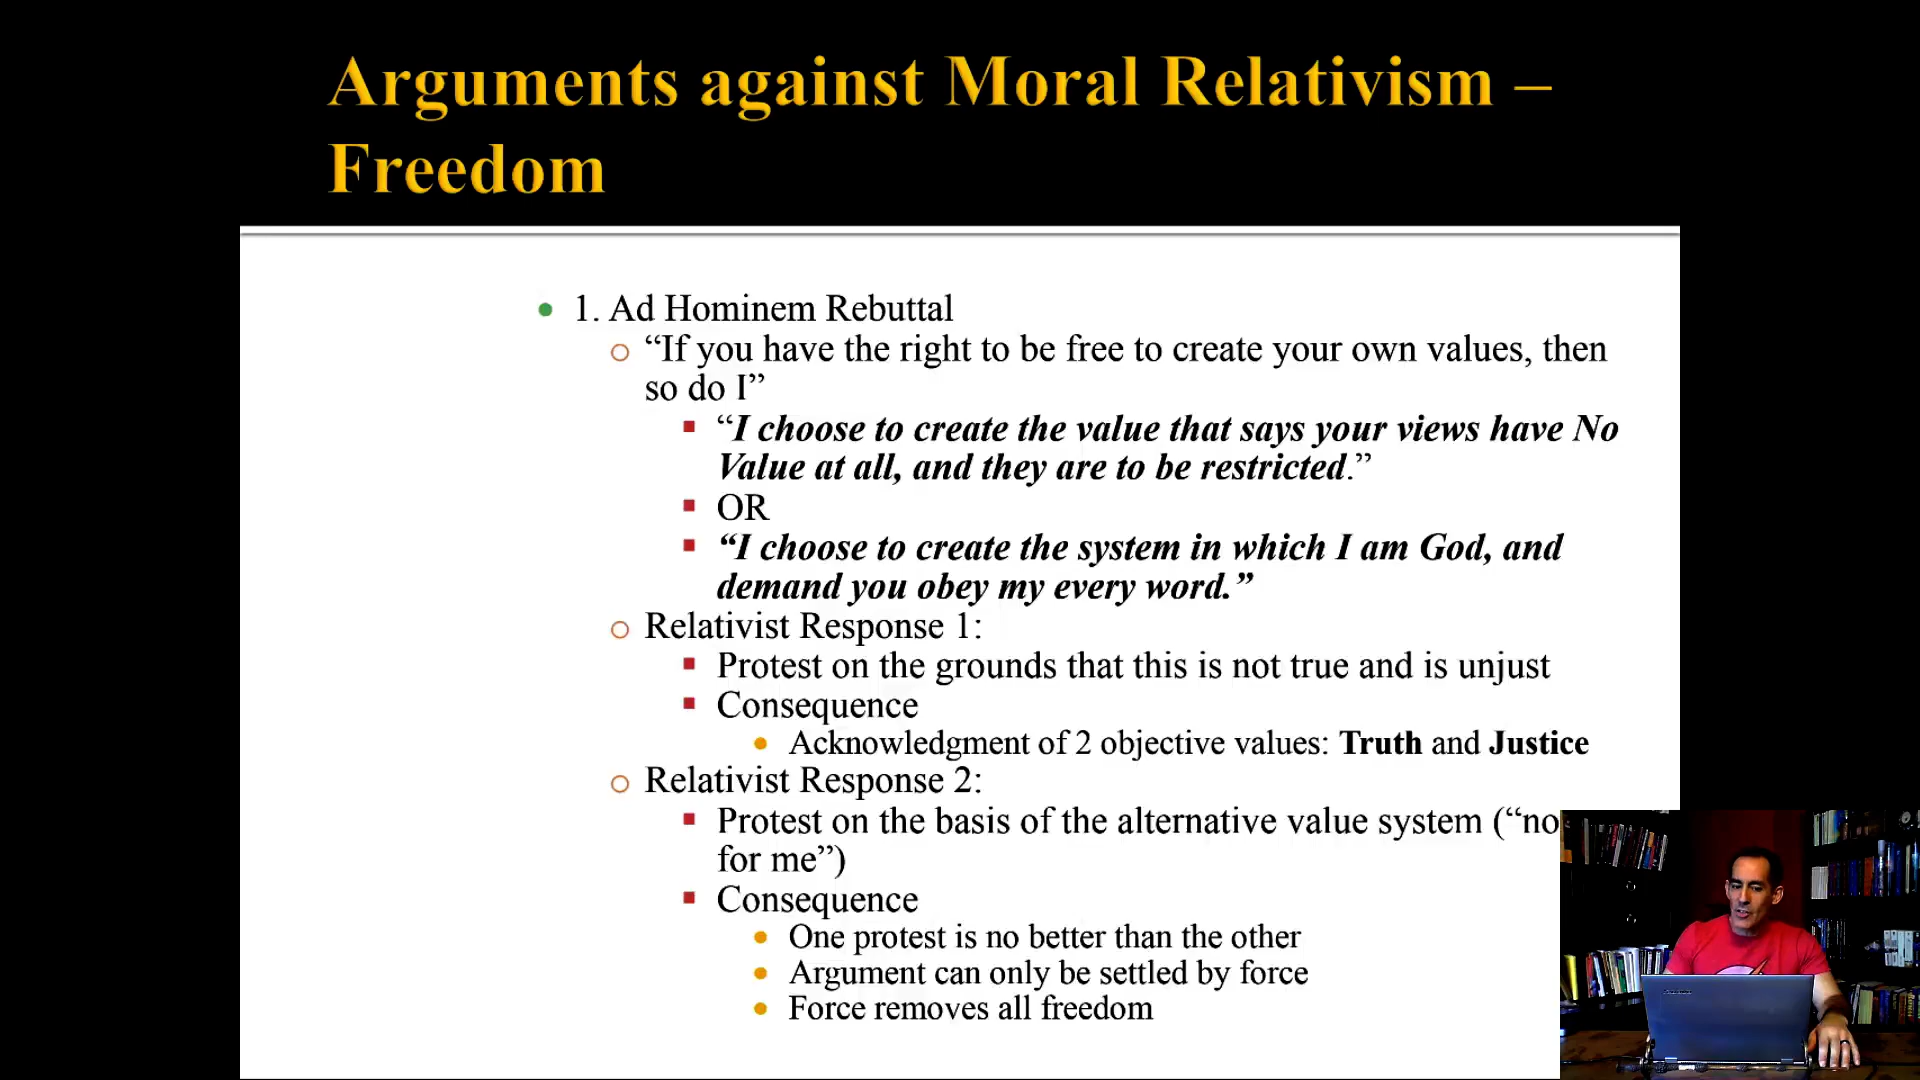 Arguments against Moral Relativism –
Freedom
1. Ad Hominem Rebuttal
“If you have the right to be free to create your own values, then
so do I”
“I choose to create the value that says your views have No
Value at all, and they are to be restricted.”
OR
“I choose to create the system in which I am God, and
demand you obey my every word.”
Relativist Response 1:
Protest on the grounds that this is not true and is unjust
Consequence
Acknowledgment of 2 objective values: Truth and Justice
Relativist Response 2:
Protest on the basis of the alternative value system (“no
for me”)
Consequence
One protest is no better than the other
Argument can only be settled by force
Force removes all freedom